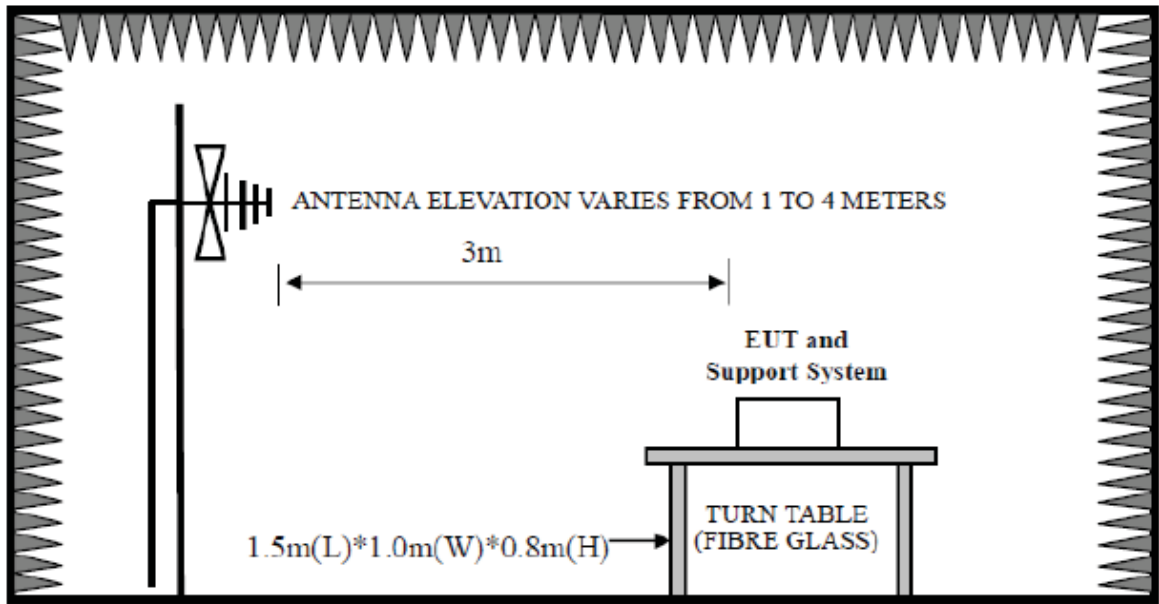 ANTENNA ELEVATION VARIES FROM 1 TO 4 METERS
3m
EUT and
Support System
TURN TABLE
(FIBRE GLASS)
1.5m(L)*1.0m(W)*0.8m(H)